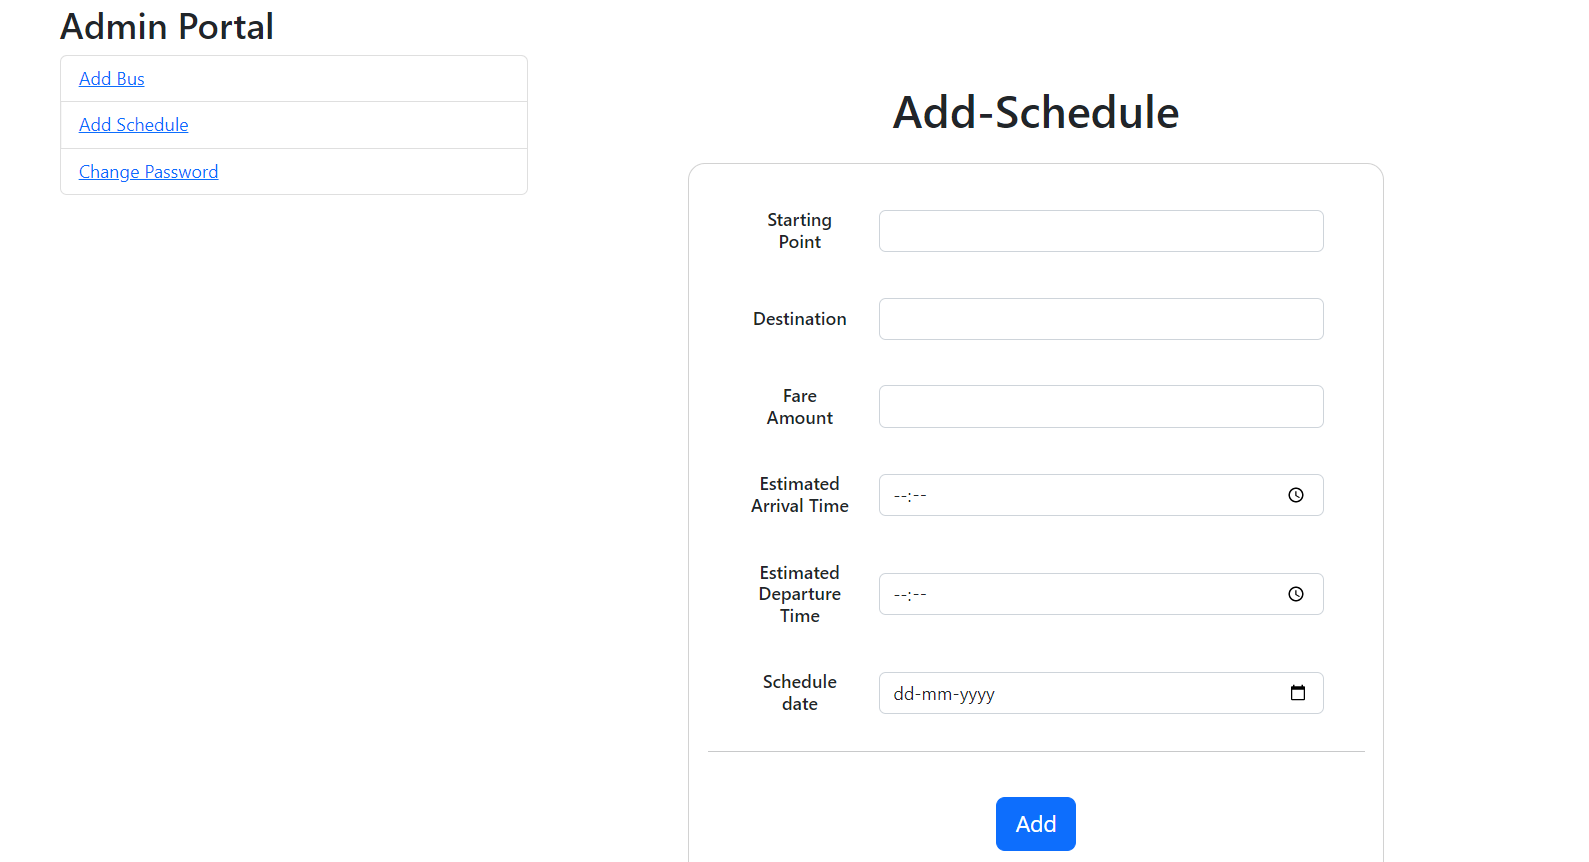 Admin Portal
Add Bus
Add Schedule
Change Password
Add-Schedule
Starting
Point
Destination
Fare
Amount
Estimated
Arrival Time
--:--
Estimated
Departure
Time
--:--
Schedule
date
dd-mm-yyyy
Add